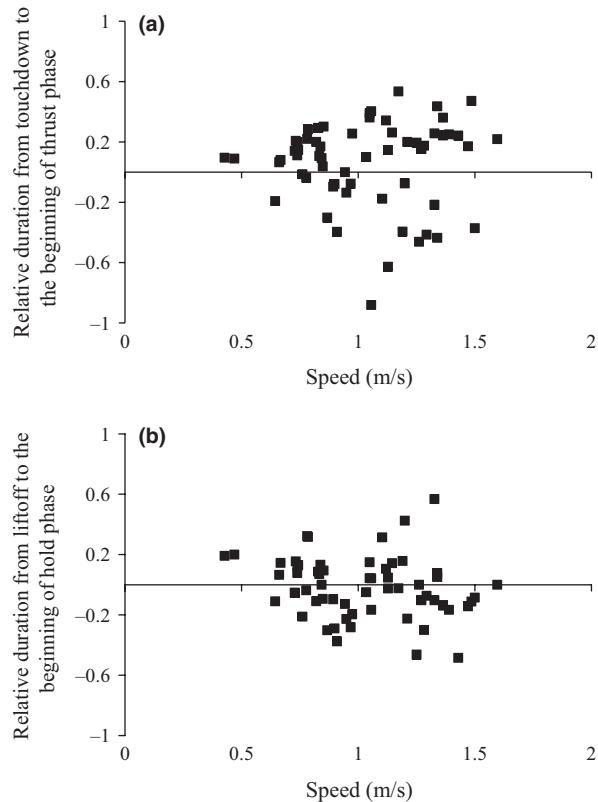 (a)
Relative duration from touchdown to
the beginning of thrust phase
1
0.6
0.2
−0.2
−0.6
−1
0
0.5
1
1.5
2
Speed (m/s)
(b)
Relative duration from liftoff to the
beginning of hold phase
1
0.6
0.2
−0.2
−0.6
−1
0
0.5
1
1.5
2
Speed (m/s)